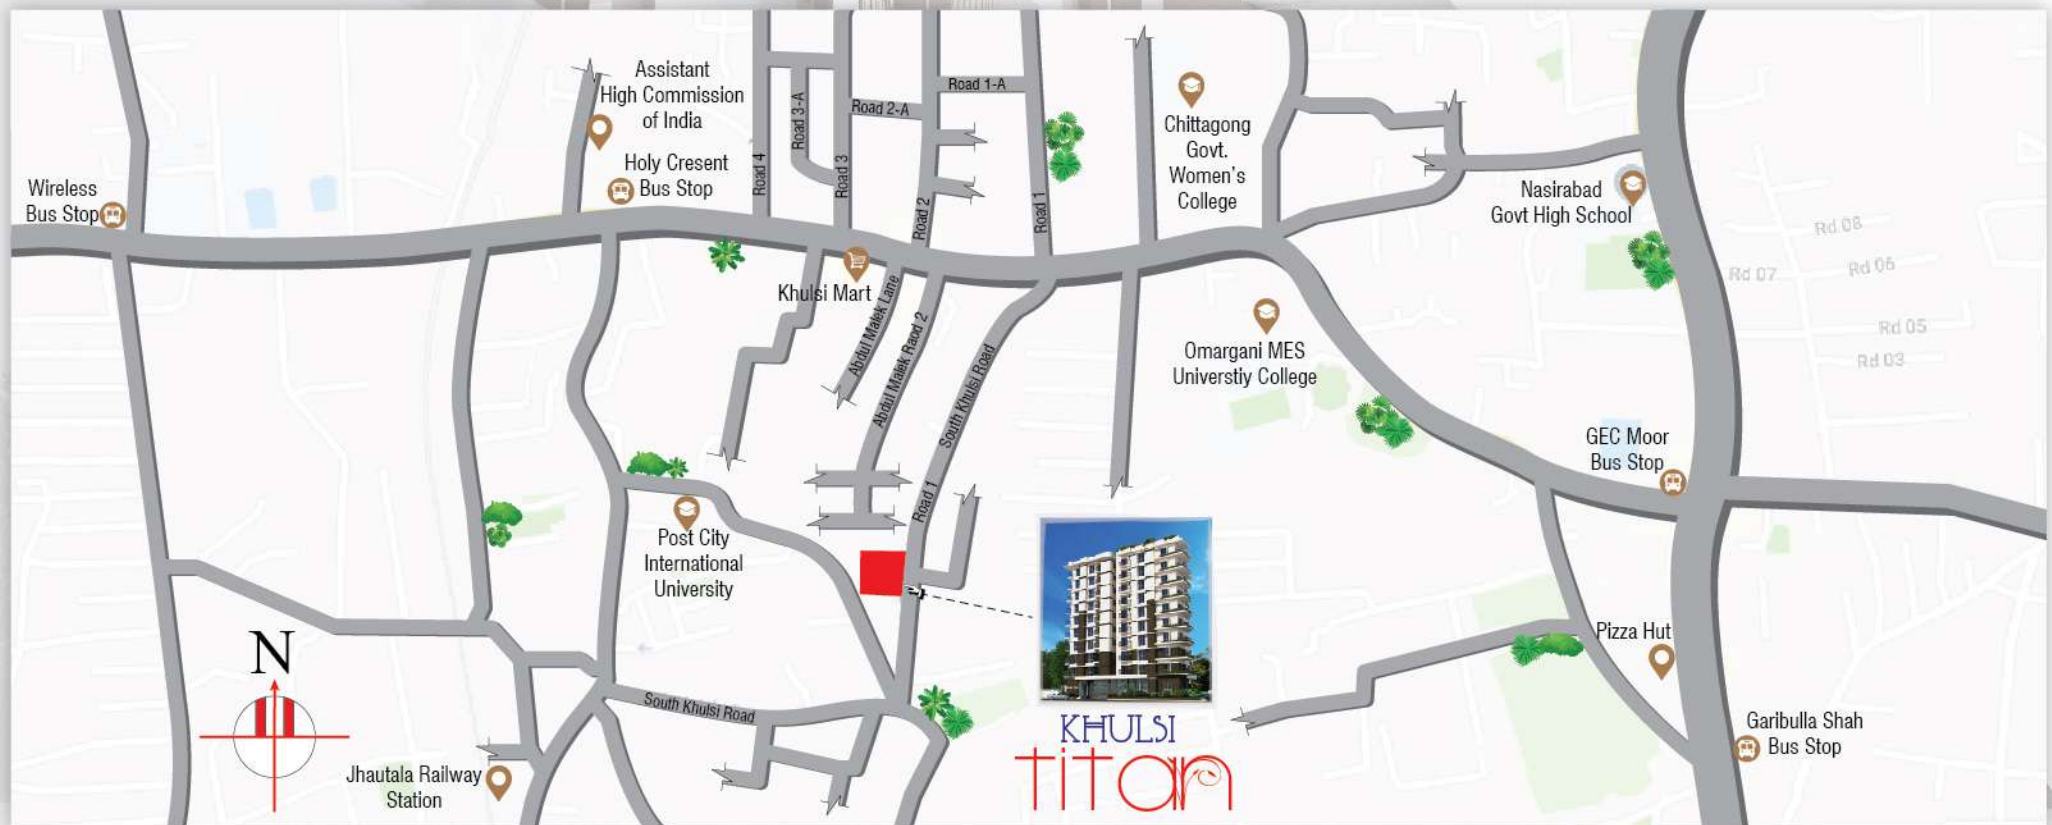 Assistant
High Commission
of India
Holy Cresent
Bus Stop
Wireless
Bus Stop
Road 4
Road 3-A
Road 3
Road 2-A
Road 2
Road 1-A
Road 1
Chittagong
Govt.
Women's
College
Nasirabad
Govt High School
Rd 08
Rd 07
Rd 06
Rd 05
Rd 03
Khulsi Mart
Abdul Malek Lane
Abdul Malek Raod 2
South Khulsi Road
Road 1
Omargani MES
Universtiy College
GEC Moor
Bus Stop
Post City
International
University
N
Pizza Hut
South Khulsi Road
KHULSI
titan
Jhautala Railway
Station
Garibulla Shah
Bus Stop